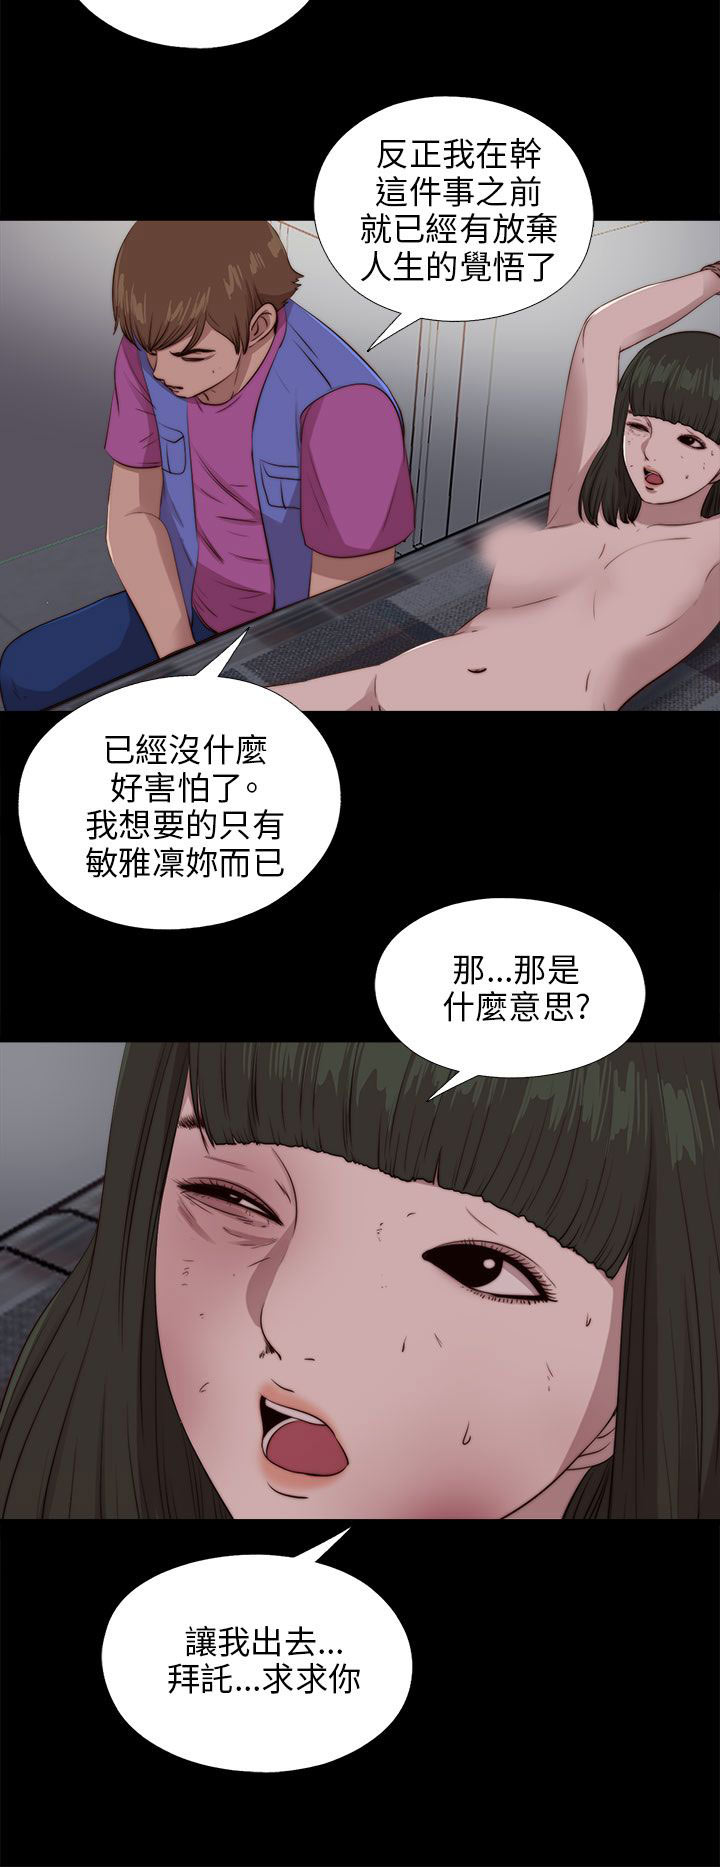 反正我在幹
這件事之前
就已經有放棄
人生的覺悟了
已經沒什麼
好害怕了。
我想要的只有
敏雅凜妳而已
那...那是
什麼意思?
讓我出去...
拜託...求求你